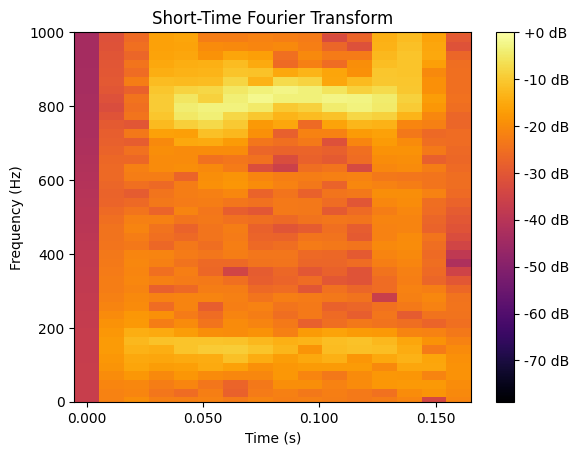 Short-Time Fourier Transform
Frequency (Hz)
1000
800
600
400
200
0
0.000 0.050 0.100 0.150
Time (s)
+0 dB
-10 dB
-20 dB
-30 dB
-40 dB
-50 dB
-60 dB
-70 dB